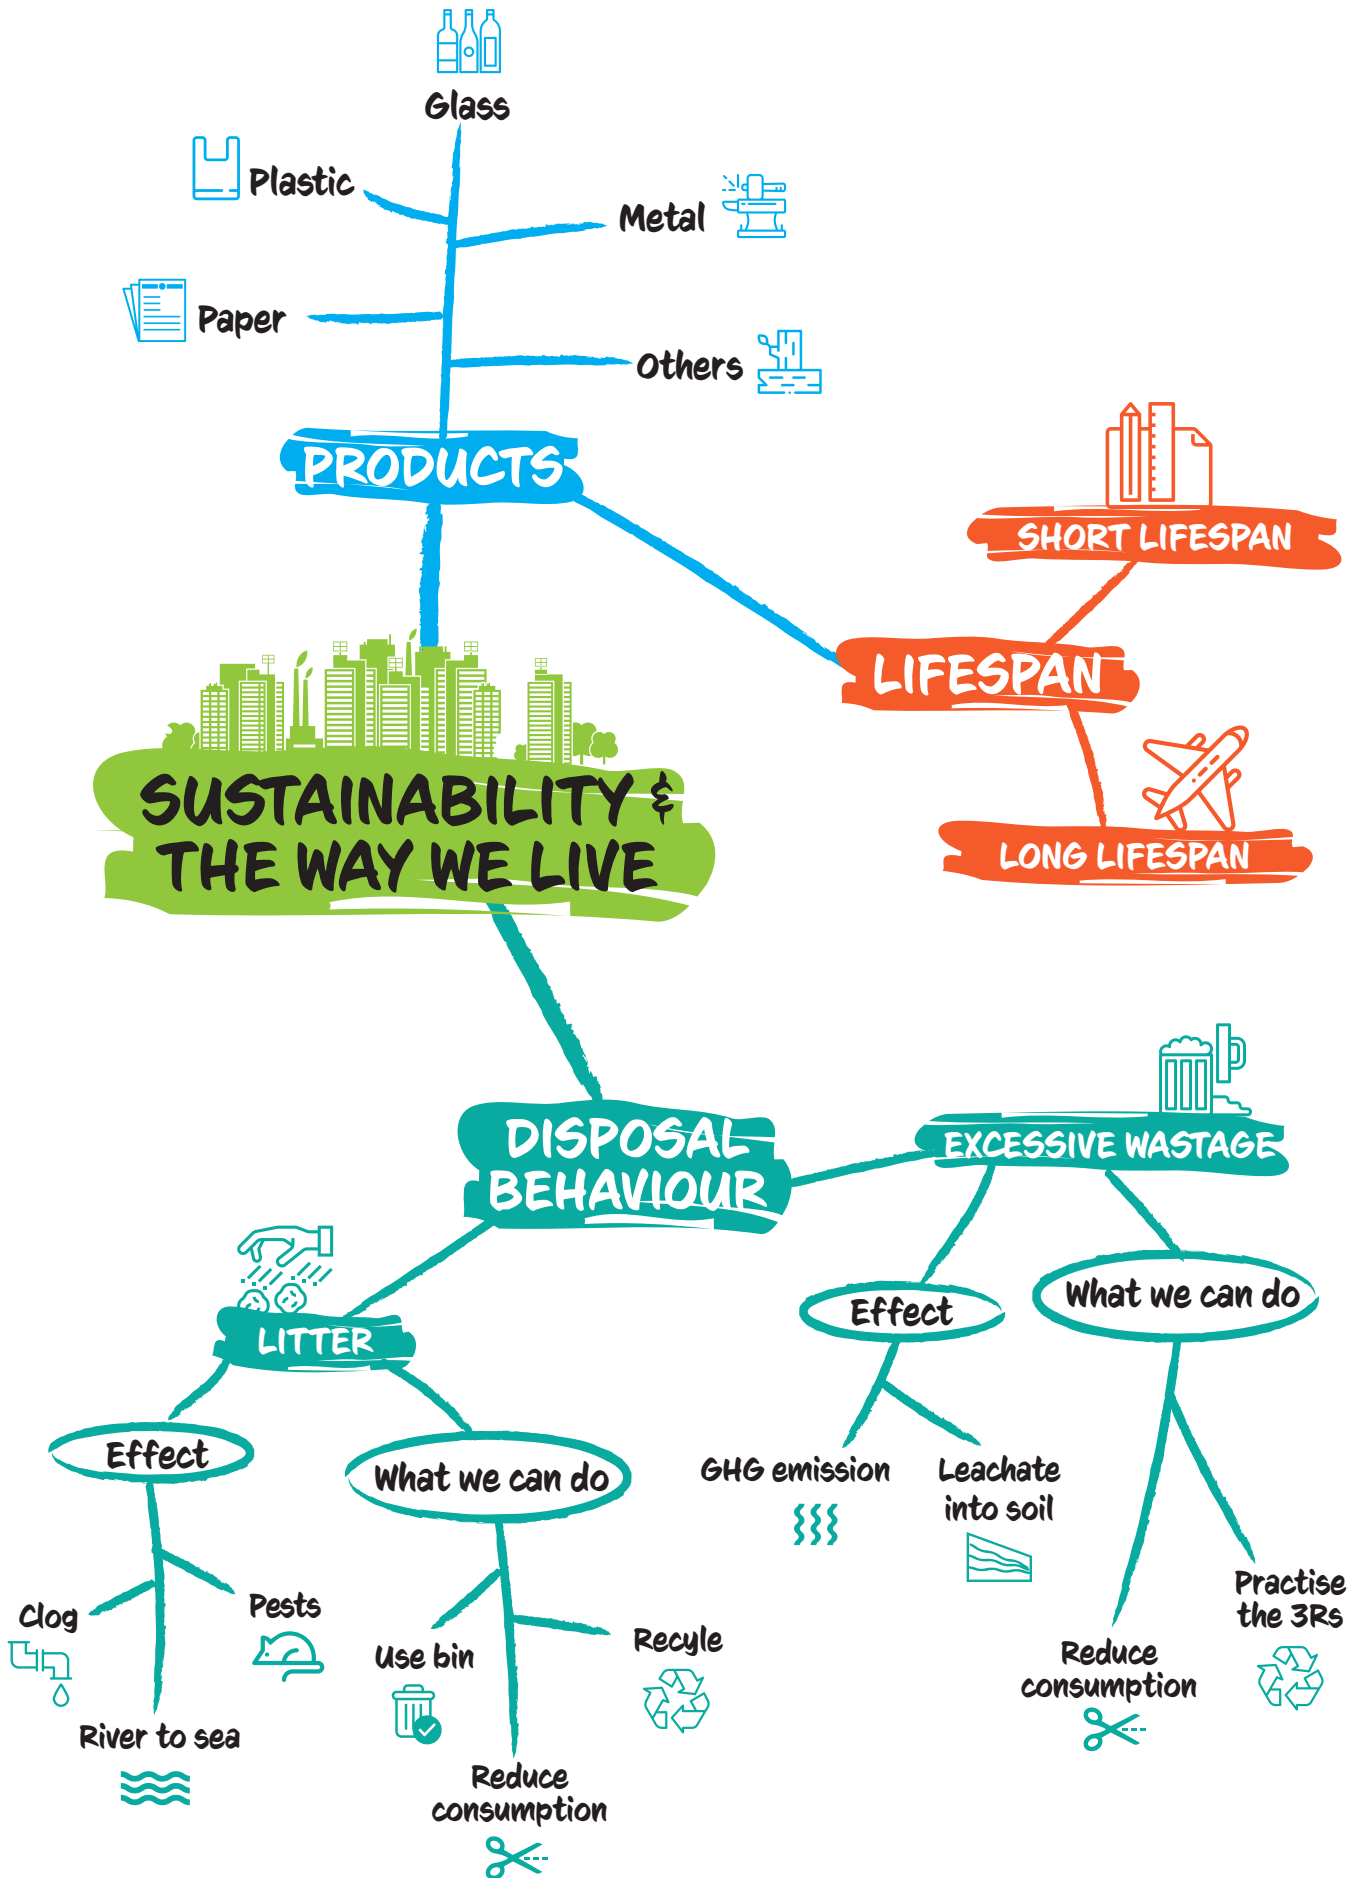 Glass
Plastic
Metal
Paper
Others
PRODUCTS
SHORT LIFESPAN
LIFESPAN
LONG LIFESPAN
SUSTAINABILITY &
THE WAY WE LIVE
DISPOSAL
BEHAVIOUR
EXCESSIVE WASTAGE
Effect
What we can do
GHG emission
Leachate
into soil
Reduce
consumption
Practise
the 3Rs
LITTER
Effect
What we can do
Clog
Pests
River to sea
Use bin
Recyle
Reduce
consumption